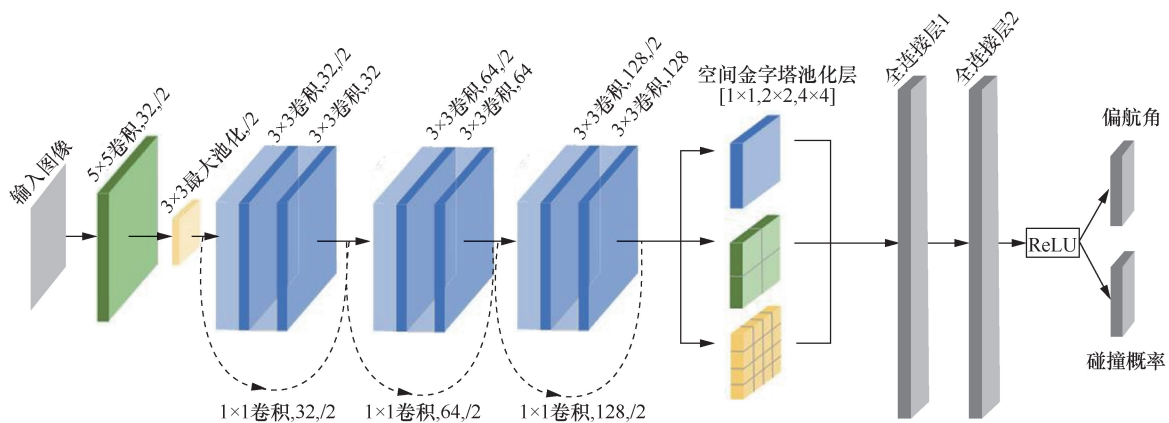 输入图像
5×5卷积,32,/2
3×3最大池化,/2
3×3卷积,32,/2
3×3卷积,32
3×3卷积,64,/2
3×3卷积,64
3×3卷积,128,/2
3×3卷积,128
空间金字塔池化层
[1×1,2×2,4×4]
全连接层1
全连接层2
ReLU
偏航角
碰撞概率
1×1卷积,32,/2
1×1卷积,64,/2
1×1卷积,128,/2